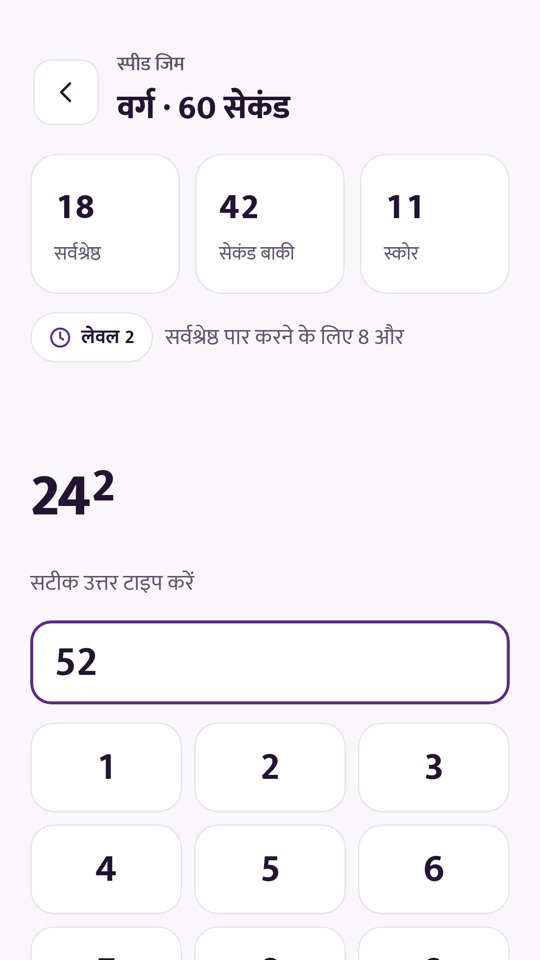 स्पीड जिम
वर्ग · 60 सेकंड
18
सर्वश्रेष्ठ
42
सेकंड बाकी
11
स्कोर
लेवल 2
सर्वश्रेष्ठ पार करने के लिए 8 और
24²
सटीक उत्तर टाइप करें
52
1 2 3
4 5 6